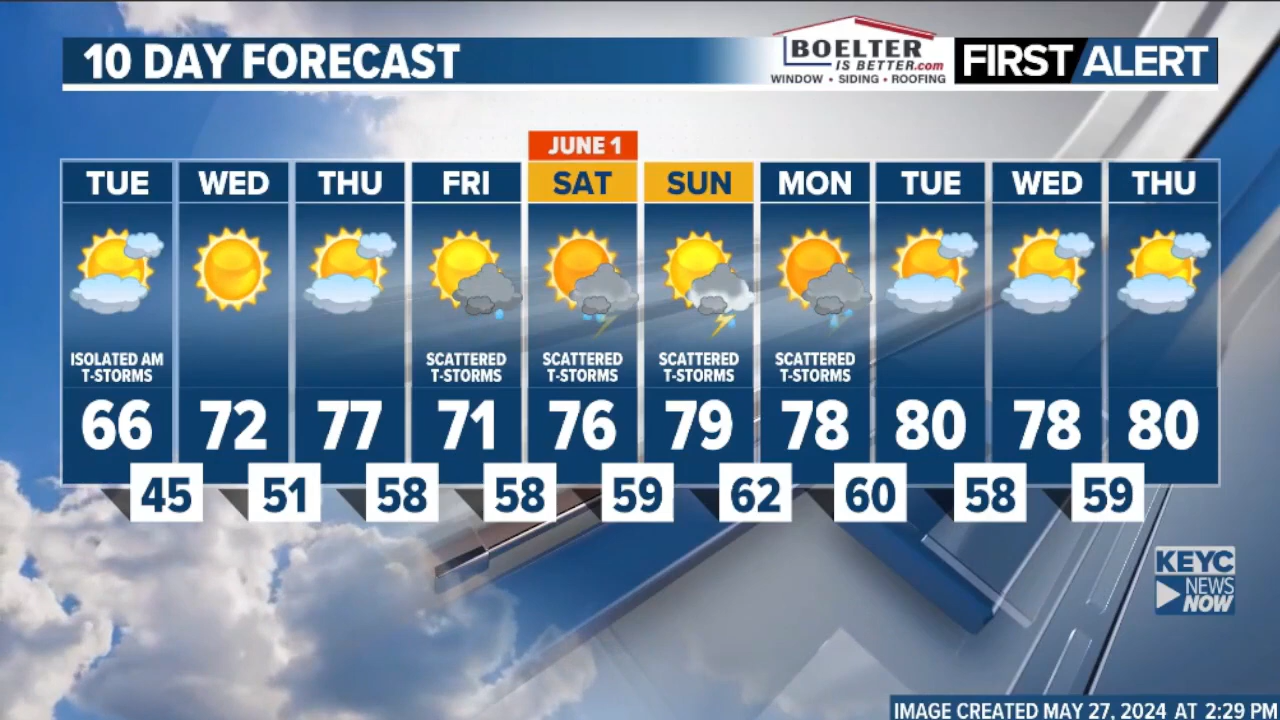 10 DAY FORECAST
BOELTER
IS BETTER.com
WINDOW • SIDING • ROOFING
FIRST ALERT
JUNE 1
TUE WED THU FRI SAT SUN MON TUE WED THU
ISOLATED AM
T-STORMS
SCATTERED
T-STORMS
SCATTERED
T-STORMS
SCATTERED
T-STORMS
SCATTERED
T-STORMS
66 72 77 71 76 79 78 80 78 80
45 51 58 58 59 62 60 58 59
KEYC
NEWS
NOW
IMAGE CREATED MAY 27, 2024 AT 2:29 PM